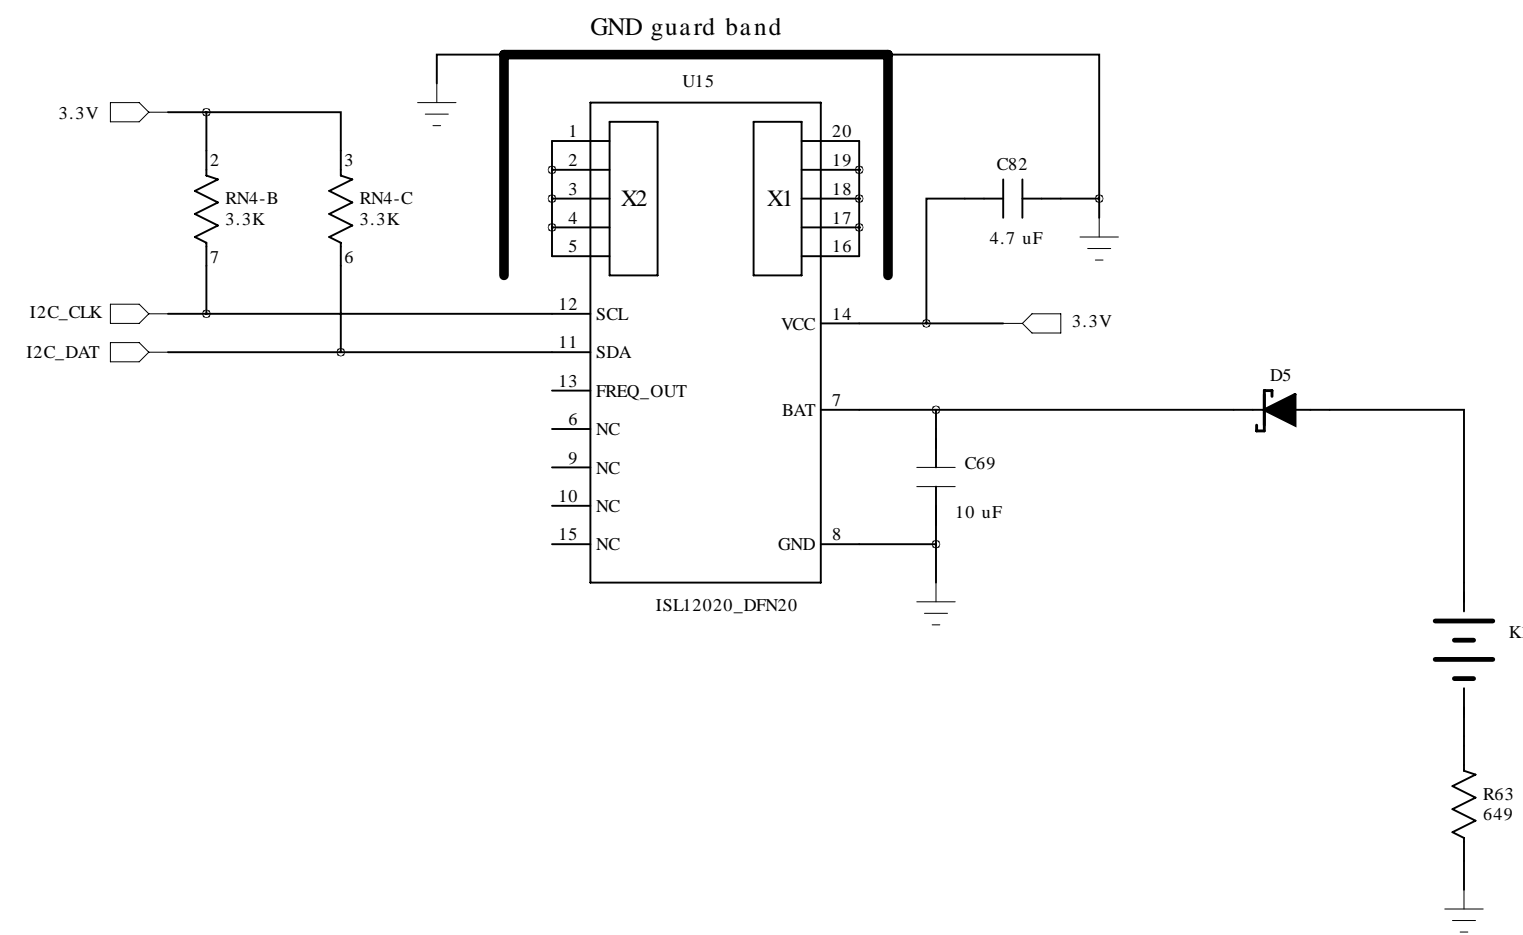 GND guard band
U15
3.3V
1
2
3
4
5
X2
X1
20
19
18
17
16
C82
4.7 uF
2
RN4-B
3.3K
7
3
RN4-C
3.3K
6
I2C_CLK
12
SCL
I2C_DAT
11
SDA
13
FREQ_OUT
6
NC
9
NC
10
NC
15
NC
VCC
14
3.3V
BAT
7
D5
C69
10 uF
GND
8
ISL12020_DFN20
K
R63
649